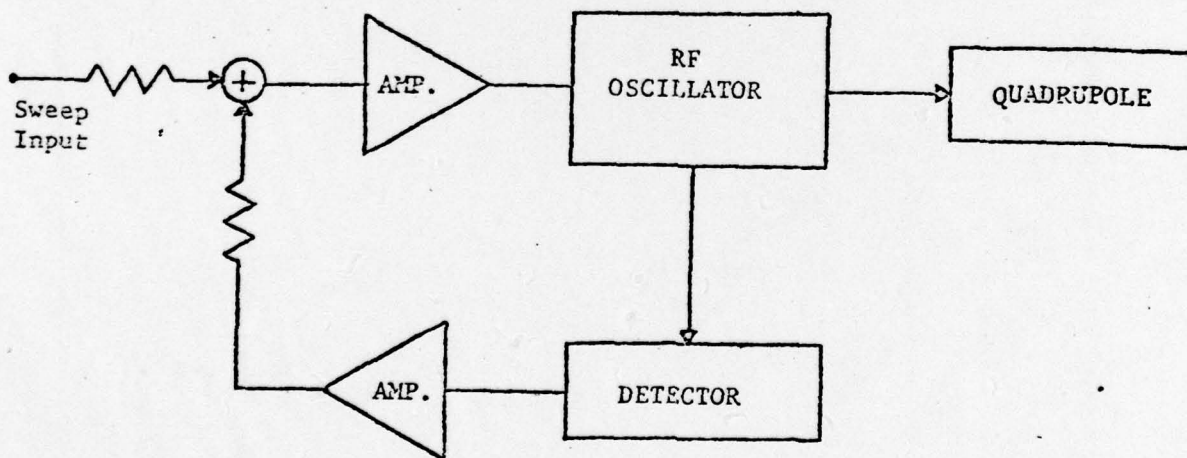 Sweep
Input
+
AMP.
RF
OSCILLATOR
QUADRUPOLE
AMP.
DETECTOR